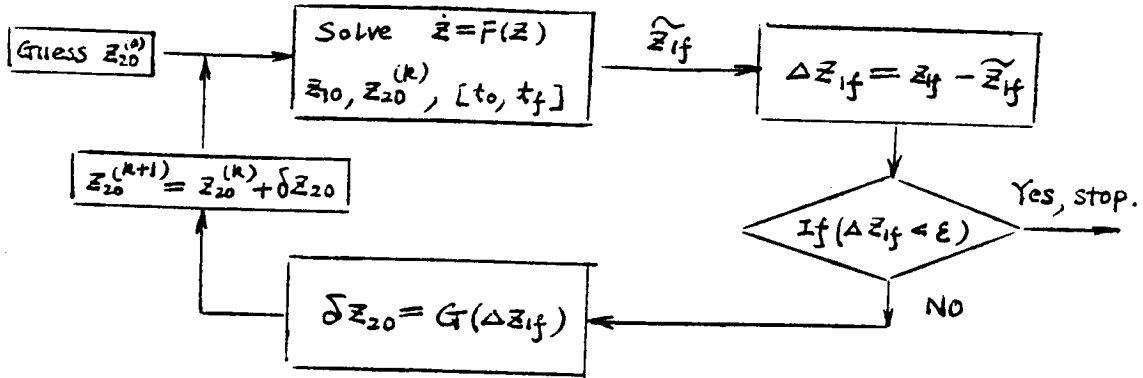 Guess z₂₀⁽⁰⁾
Solve ż = F(z)
z₁₀, z₂₀⁽ᵏ⁾, [t₀, t_f]
z̃₁f
Δz₁f = z₁f - z̃₁f
If (Δz₁f < ε)
Yes, stop.
NO
δz₂₀ = G(Δz₁f)
z₂₀⁽ᵏ⁺¹⁾ = z₂₀⁽ᵏ⁾ + δz₂₀